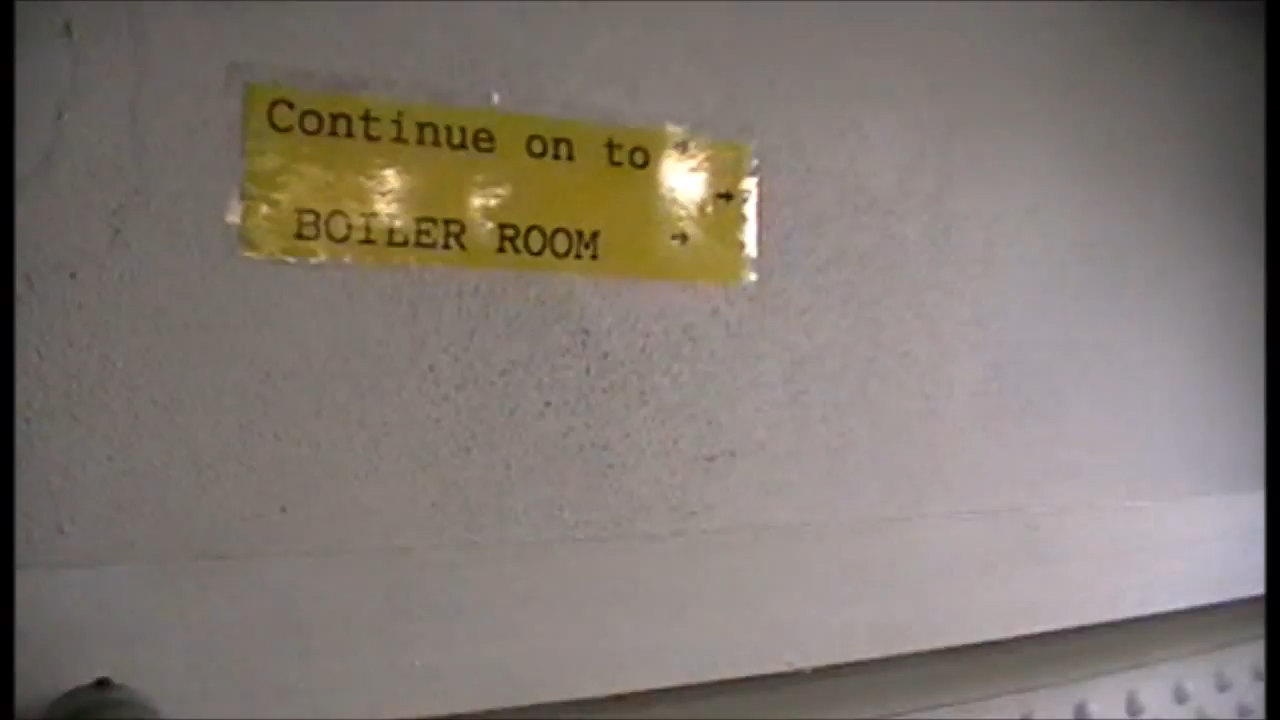 Continue on to →
→
BOILER ROOM →